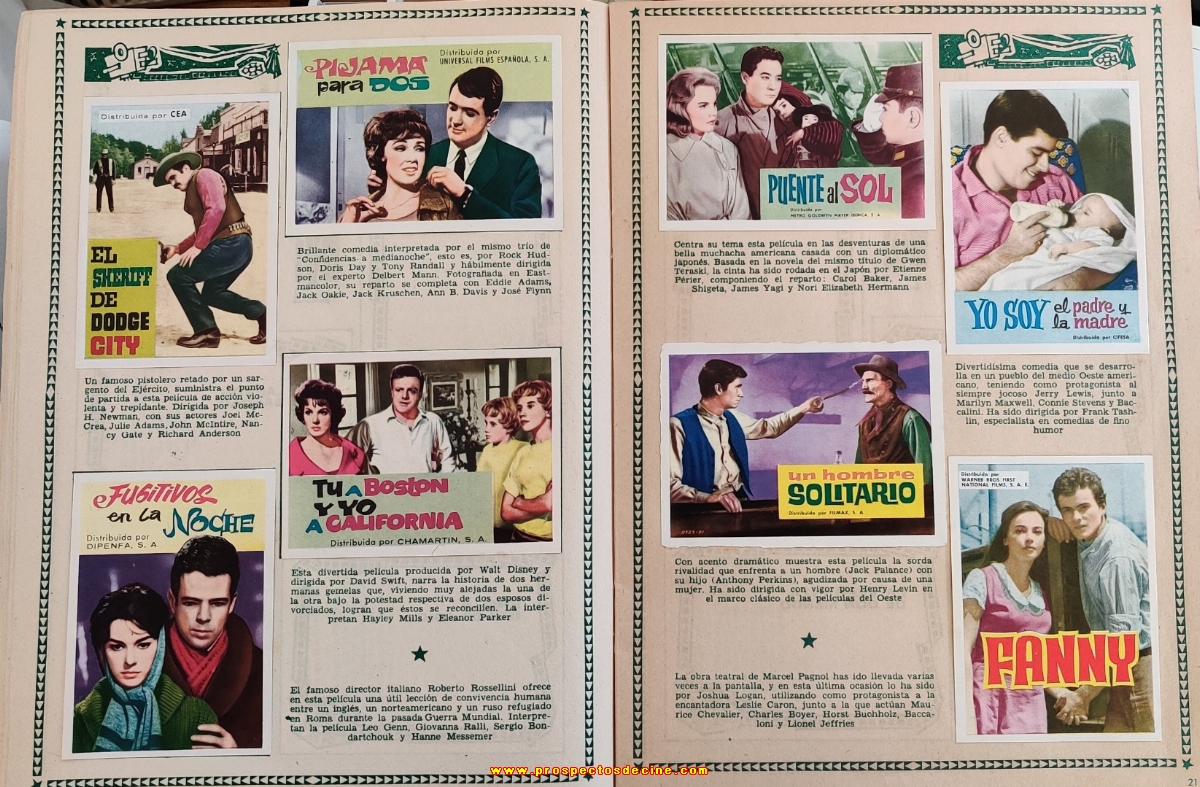 Distribuída por CEA
EL
SHERIFF
DE
DODGE
CITY
Un famoso pistolero retado por un sar-
gento del Ejército, suministra el punto
de partida a esta película de acción vio-
lenta y trepidante. Dirigida por Joseph
H. Newman, con sus actores Joel Mc-
Crea, Julie Adams, John McIntire, Nan-
cy Gate y Richard Anderson
FUGITIVOS
en la NOCHE
Distribuída por
DIPENFA, S. A.
PIJAMA
para DOS
Distribuída por
UNIVERSAL FILMS ESPAÑOLA, S. A.
Brillante comedia interpretada por el mismo trío de
"Confidencias a medianoche", esto es, por Rock Hud-
son, Doris Day y Tony Randall y hábilmente dirigida
por el experto Delbert Mann. Fotografiada en East-
mancolor, su reparto se completa con Eddie Adams,
Jack Oakie, Jack Kruschen, Ann B. Davis y José Flynn
TU A BOSTON
Y YO
A CALIFORNIA
Distribuída por CHAMARTIN, S. A.
Esta divertida película producida por Walt Disney y
dirigida por David Swift, narra la historia de dos her-
manas gemelas que, viviendo muy alejadas la una de
la otra bajo la potestad respectiva de dos esposos di-
vorciados, logran que éstos se reconcilien. La inter-
pretan Hayley Mills y Eleanor Parker
El famoso director italiano Roberto Rossellini ofrece
en esta película una útil lección de convivencia humana
entre un inglés, un norteamericano y un ruso refugiado
en Roma durante la pasada Guerra Mundial. Interpre-
tan la película Leo Genn, Giovanna Ralli, Sergio Bon-
dartchouk y Hanne Messemer
PUENTE al SOL
Distribuída por
METRO GOLDWYN MAYER IBERICA, S. A.
Centra su tema esta película en las desventuras de una
bella muchacha americana casada con un diplomático
japonés. Basada en la novela del mismo título de Gwen
Teraski, la cinta ha sido rodada en el Japón por Etienne
Périer, componiendo el reparto: Carol Baker, James
Shigeta, James Yagi y Nori Elizabeth Hermann
un hombre
SOLITARIO
Distribuída por FILMAX, S. A.
Con acento dramático muestra esta película la sorda
rivalidad que enfrenta a un hombre (Jack Palance) con
su hijo (Anthony Perkins), agudizada por causa de una
mujer. Ha sido dirigida con vigor por Henry Levin en
el marco clásico de las películas del Oeste
La obra teatral de Marcel Pagnol ha sido llevada varias
veces a la pantalla, y en esta última ocasión lo ha sido
por Joshua Logan, utilizando como protagonista a la
encantadora Leslie Caron, junto a la que actúan Mau-
rice Chevalier, Charles Boyer, Horst Buchholz, Bacca-
loni y Lionel Jeffries
YO SOY el padre y
la madre
Distribuída por CIFESA
Divertidísima comedia que se desarro-
lla en un pueblo del medio Oeste ameri-
cano, teniendo como protagonista al
siempre jocoso Jerry Lewis, junto a
Marilyn Maxwell, Connie Stevens y Bac-
calini. Ha sido dirigida por Frank Tash-
lin, especialista en comedias de fino
humor
Distribuída por
WARNER BROS FIRST
NATIONAL FILMS, S. A. E.
FANNY
21
www.prospectosdecine.com